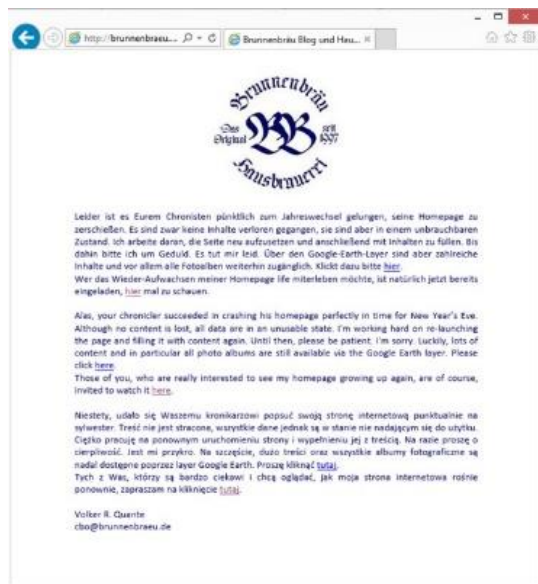 http://brunnenbraeu...
Brunnenbräu Blog und Hau...
Brunnenbräu
Das Original
BB
seit 1997
Hausbrauerei
Leider ist es Eurem Chronisten pünktlich zum Jahreswechsel gelungen, seine Homepage zu
zerschießen. Es sind zwar keine Inhalte verloren gegangen, sie sind aber in einem unbrauchbaren
Zustand. Ich arbeite daran, die Seite neu aufzusetzen und anschließend mit Inhalten zu füllen. Bis
dahin bitte ich um Geduld. Es tut mir leid. Über den Google-Earth-Layer sind aber zahlreiche
Inhalte und vor allem alle Fotoalben weiterhin zugänglich. Klickt dazu bitte hier.
Wer das Wieder-Aufwachsen meiner Homepage life miterleben möchte, ist natürlich jetzt bereits
eingeladen, hier mal zu schauen.
Alas, your chronicler succeeded in crashing his homepage perfectly in time for New Year's Eve.
Although no content is lost, all data are in an unusable state. I'm working hard on re-launching
the page and filling it with content again. Until then, please be patient. I'm sorry. Luckily, lots of
content and in particular all photo albums are still available via the Google Earth layer. Please
click here.
Those of you, who are really interested to see my homepage growing up again, are of course,
invited to watch it here.
Niestety, udało się Waszemu kronikarzowi popsuć swoją stronę internetową punktualnie na
sylwester. Treść nie jest stracone, wszystkie dane jednak są w stanie nie nadającym się do użytku.
Ciężko pracuję na ponownym uruchomieniu strony i wypełnieniu jej z treścią. Na razie proszę o
cierpliwość. Jest mi przykro. Na szczęście, dużo treści oraz wszystkie albumy fotograficzne są
nadal dostępne poprzez layer Google Earth. Proszę kliknąć tutaj.
Tych z Was, którzy są bardzo ciekawi i chcą oglądać, jak moja strona internetowa rośnie
ponownie, zapraszam na kliknięcie tutaj.
Volker R. Quante
cbo@brunnenbraeu.de